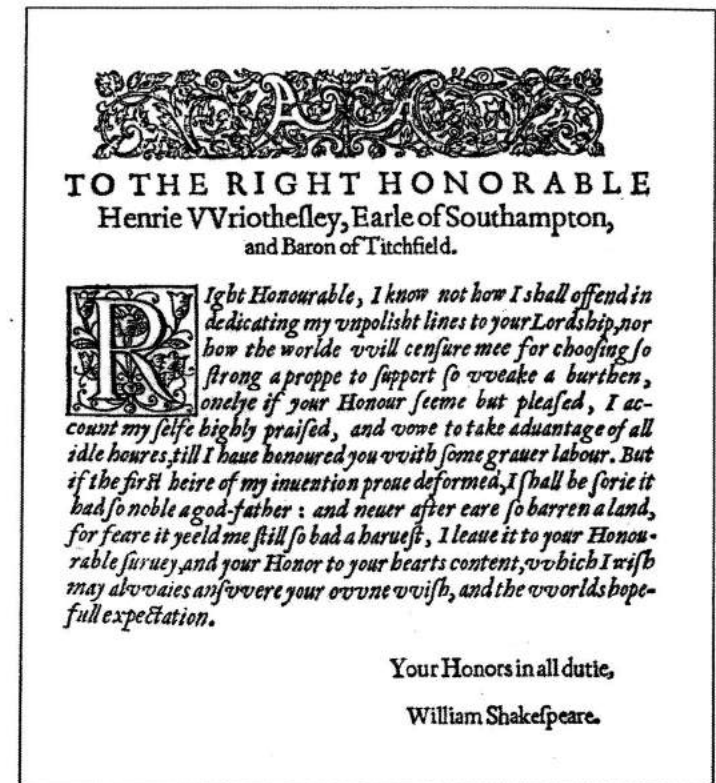 TO THE RIGHT HONORABLE
Henrie VVriotheſley, Earle of Southampton,
and Baron of Titchfield.
RIght Honourable, I know not how I shall offend in
dedicating my vnpolisht lines to your Lordship, nor
how the worlde vvill cenſure mee for chooſing ſo
ſtrong a proppe to ſupport ſo vveake a burthen,
onelye if your Honour ſeeme but pleaſed, I ac-
count my ſelfe highly praiſed, and vowe to take aduantage of all
idle houres, till I haue honoured you vvith ſome grauer labour. But
if the firſt heire of my inuention proue deformed, I ſhall be ſorie it
had ſo noble a god-father : and neuer after eare ſo barren a land,
for feare it yeeld me ſtill ſo bad a harueſt, I leaue it to your Honou-
rable ſuruey, and your Honor to your hearts content, vvhich I wiſh
may alvvaies anſvvere your ovvne vviſh, and the vvorlds hope-
full expectation.
Your Honors in all dutie,
William Shakeſpeare.